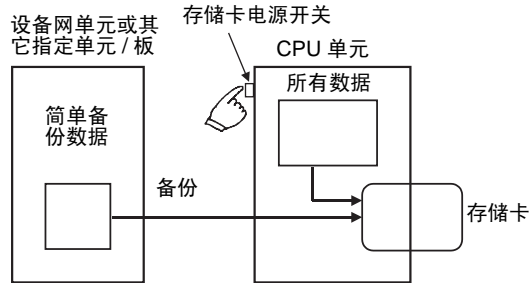 存储卡电源开关
设备网单元或其
它指定单元 / 板
CPU 单元
所有数据
简单备
份数据
备份
存储卡